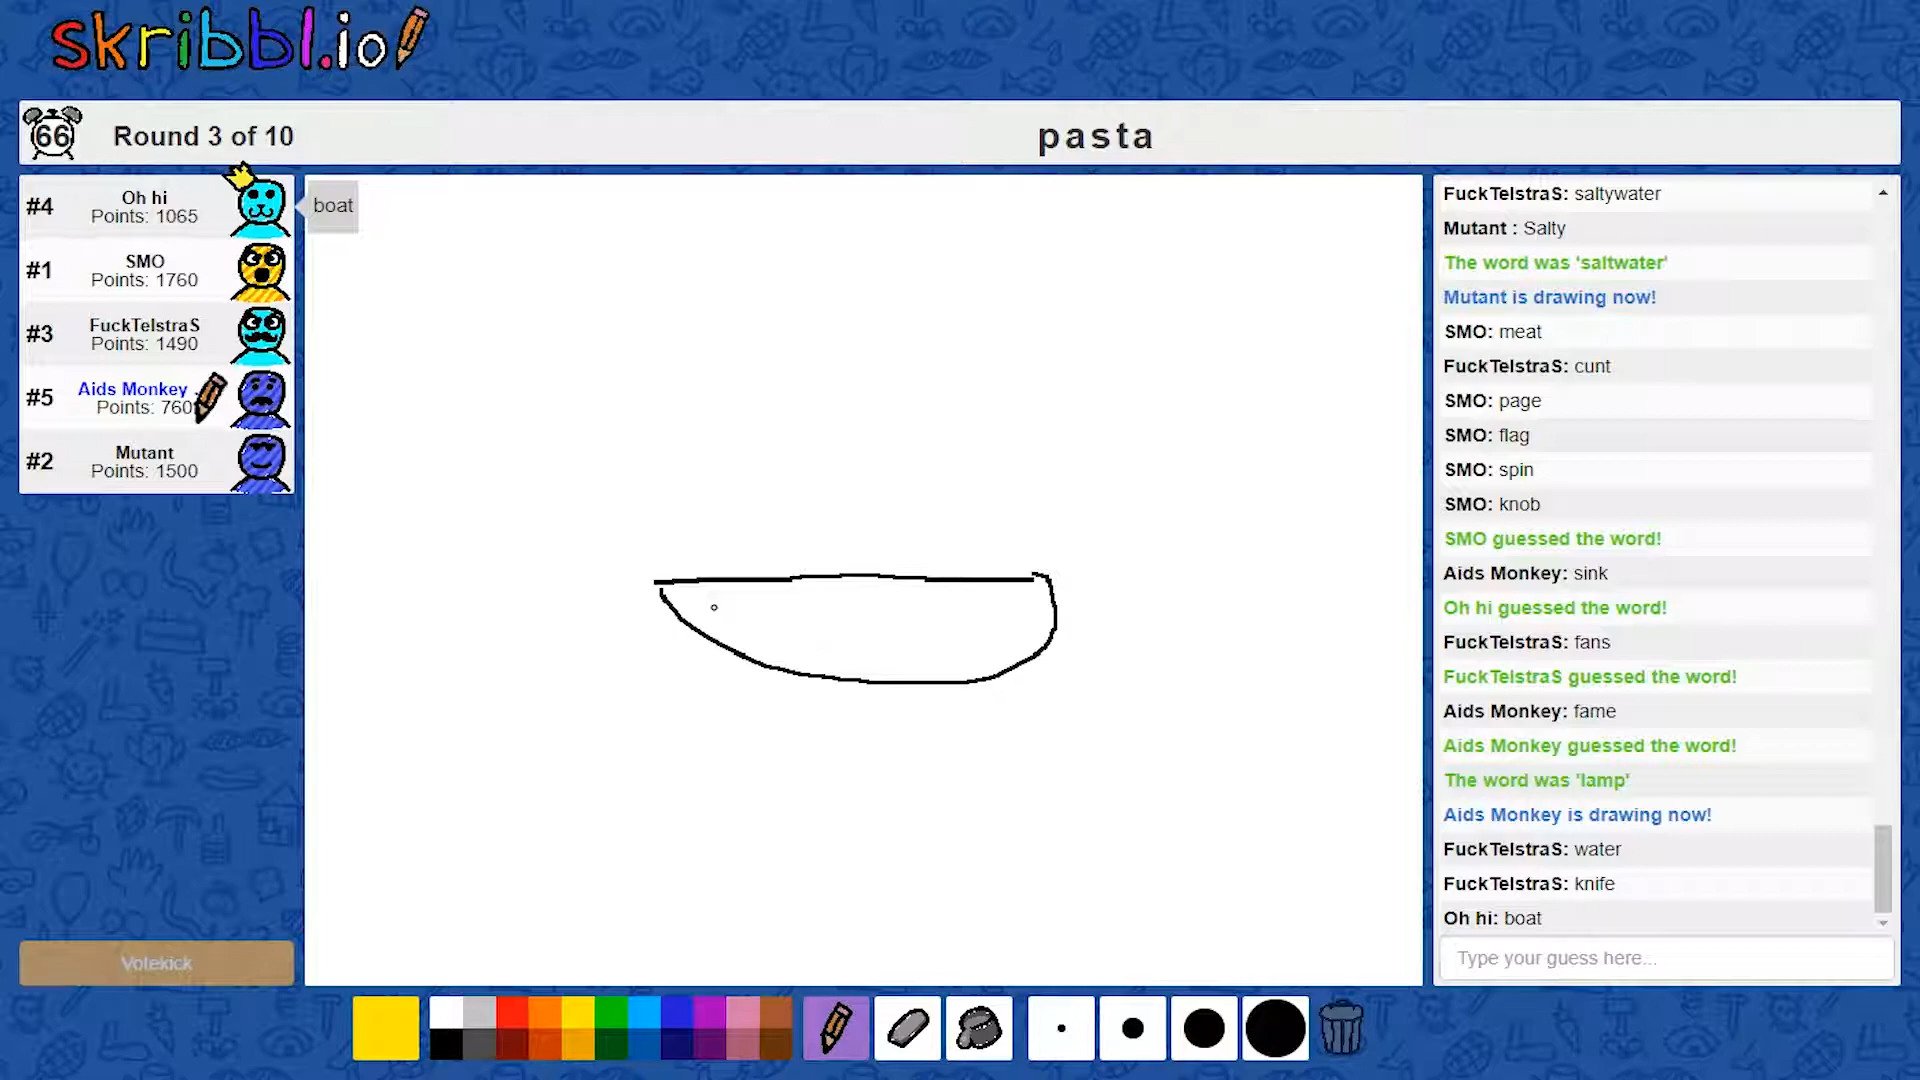 skribbl.io
66
Round 3 of 10
pasta
#4
Oh hi
Points: 1065
boat
#1
SMO
Points: 1760
#3
FuckTelstraS
Points: 1490
#5
Aids Monkey
Points: 760
#2
Mutant
Points: 1500
Votekick
FuckTelstraS: saltywater
Mutant : Salty
The word was 'saltwater'
Mutant is drawing now!
SMO: meat
FuckTelstraS: cunt
SMO: page
SMO: flag
SMO: spin
SMO: knob
SMO guessed the word!
Aids Monkey: sink
Oh hi guessed the word!
FuckTelstraS: fans
FuckTelstraS guessed the word!
Aids Monkey: fame
Aids Monkey guessed the word!
The word was 'lamp'
Aids Monkey is drawing now!
FuckTelstraS: water
FuckTelstraS: knife
Oh hi: boat
Type your guess here...